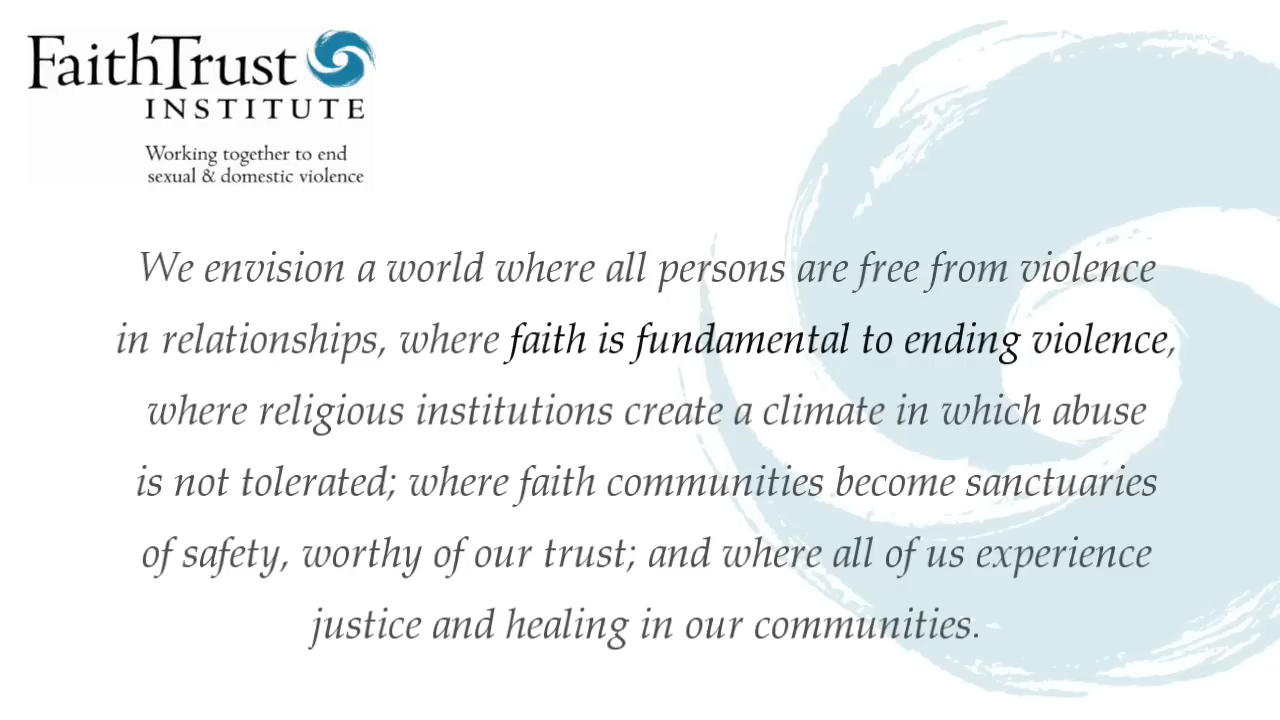 FaithTrust
INSTITUTE
Working together to end
sexual & domestic violence
We envision a world where all persons are free from violence
in relationships, where faith is fundamental to ending violence,
where religious institutions create a climate in which abuse
is not tolerated; where faith communities become sanctuaries
of safety, worthy of our trust; and where all of us experience
justice and healing in our communities.